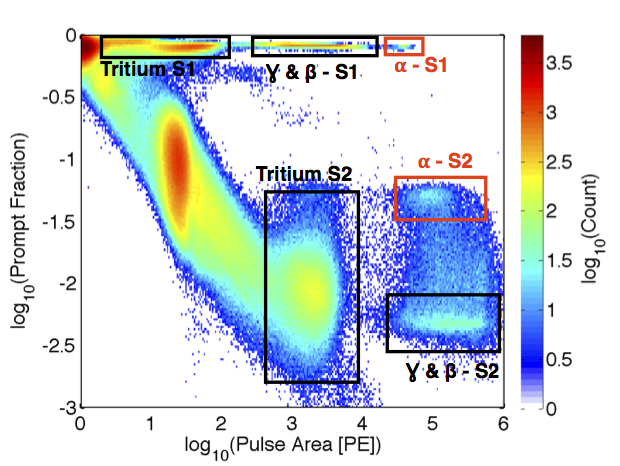 0
-0.5
-1
-1.5
-2
-2.5
-3
log10(Prompt Fraction)
0 1 2 3 4 5 6
log10(Pulse Area [PE])
Tritium S1
Ɣ & β - S1
α - S1
Tritium S2
α - S2
Ɣ & β - S2
3.5
3
2.5
2
1.5
1
0.5
0
log10(Count)